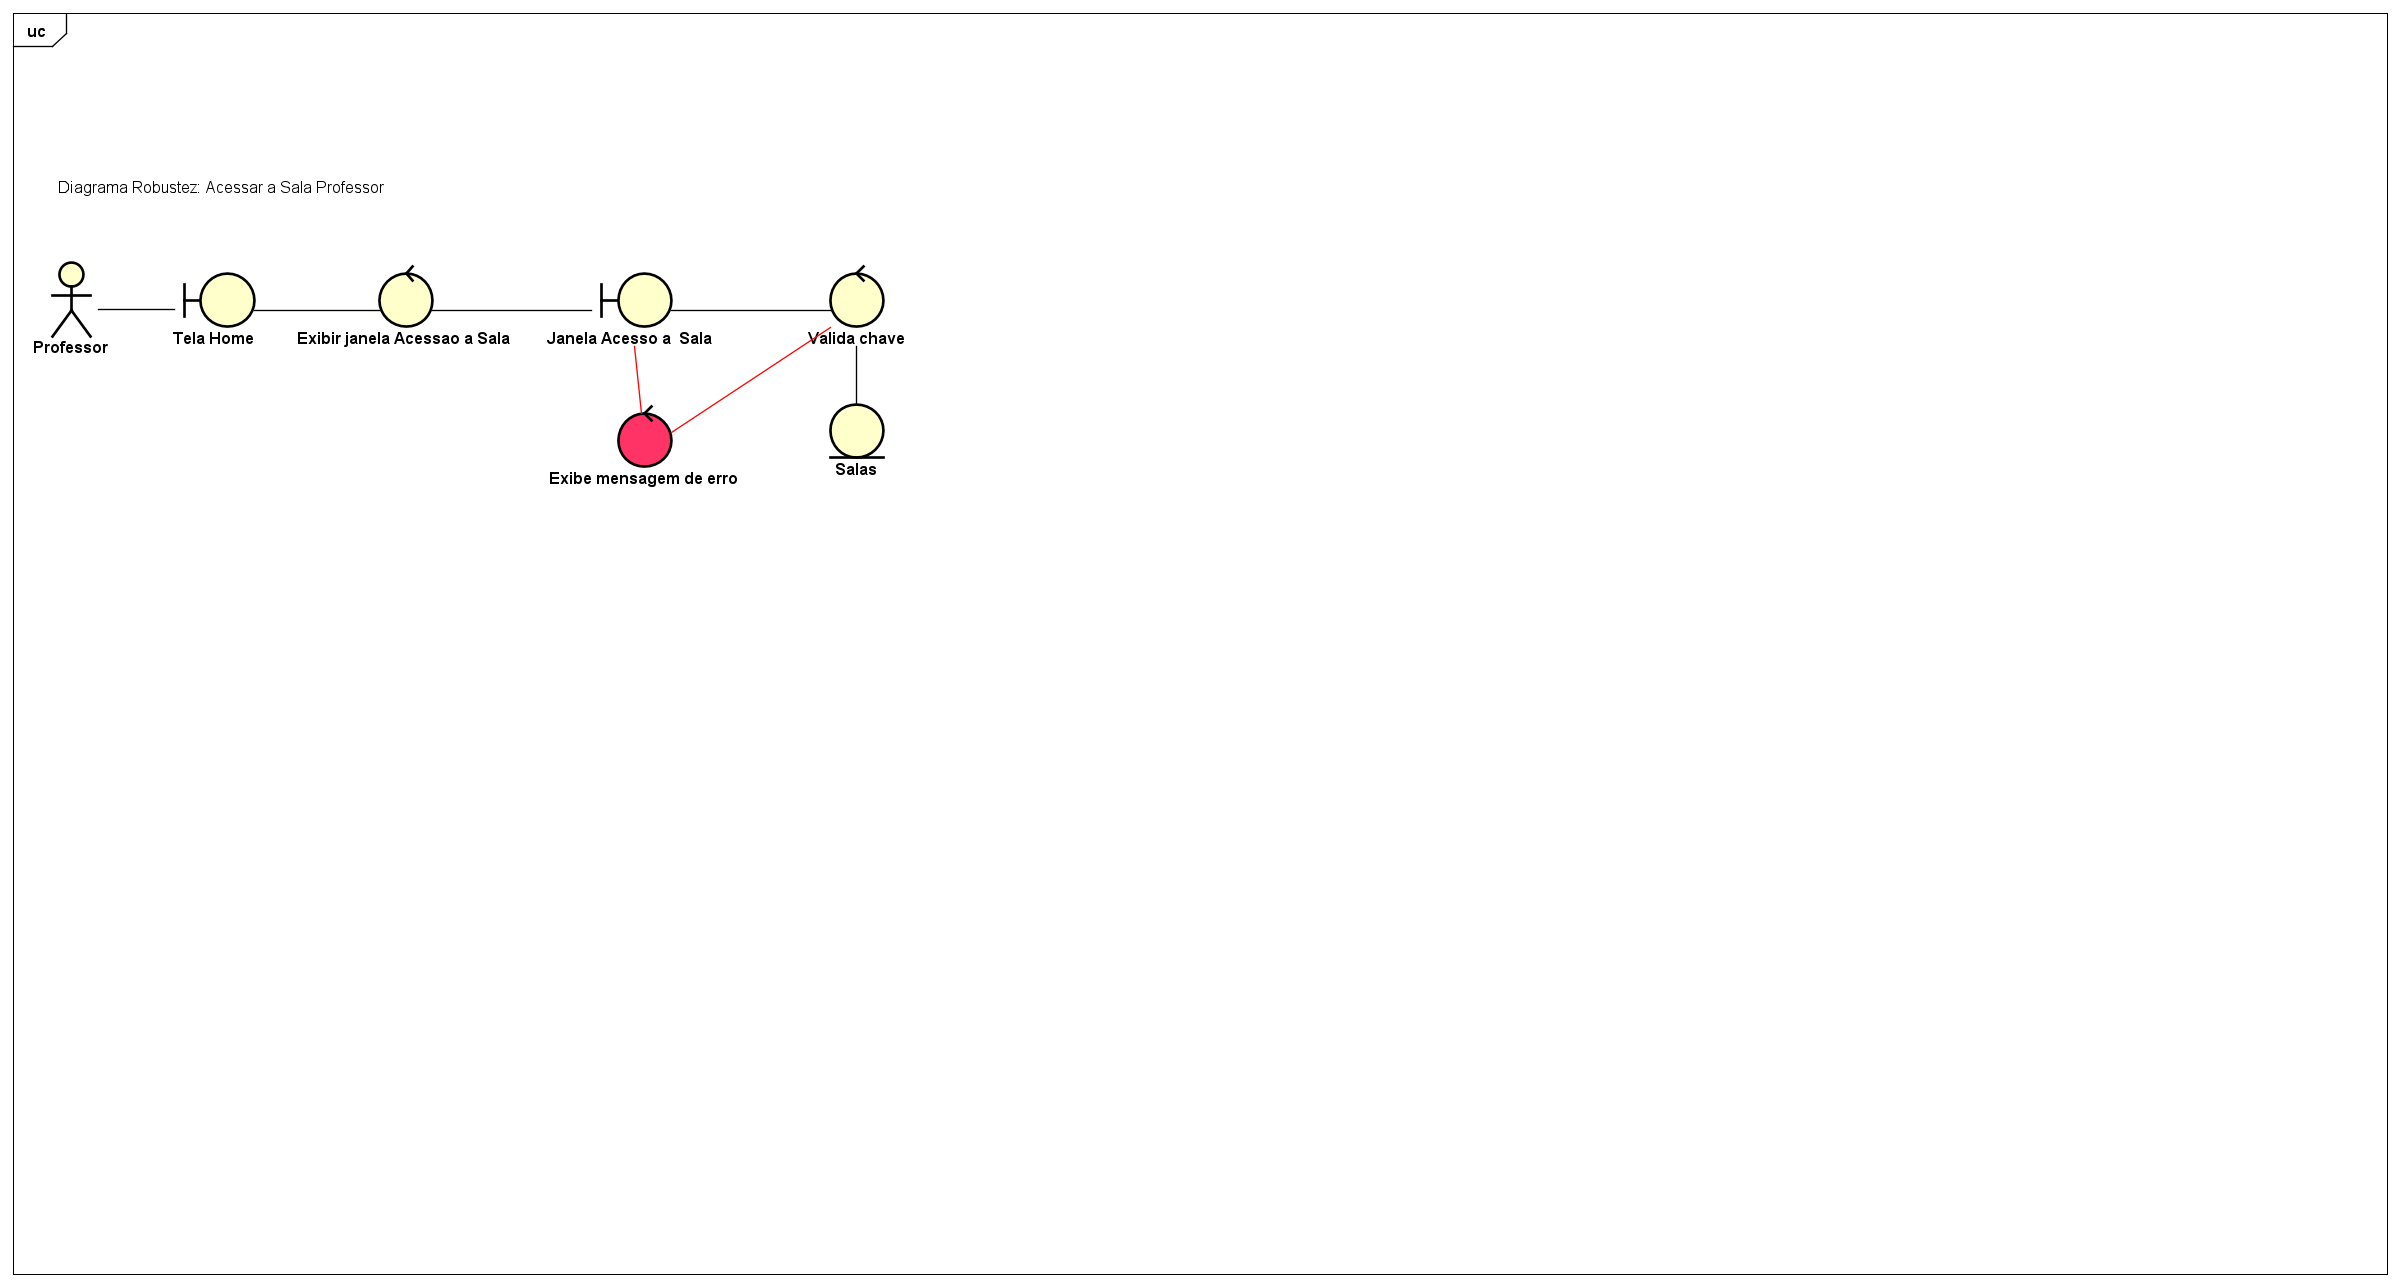 uc
Diagrama Robustez: Acessar a Sala Professor
Professor
Tela Home
Exibir janela Acessao a Sala
Janela Acesso a  Sala
Valida chave
Exibe mensagem de erro
Salas